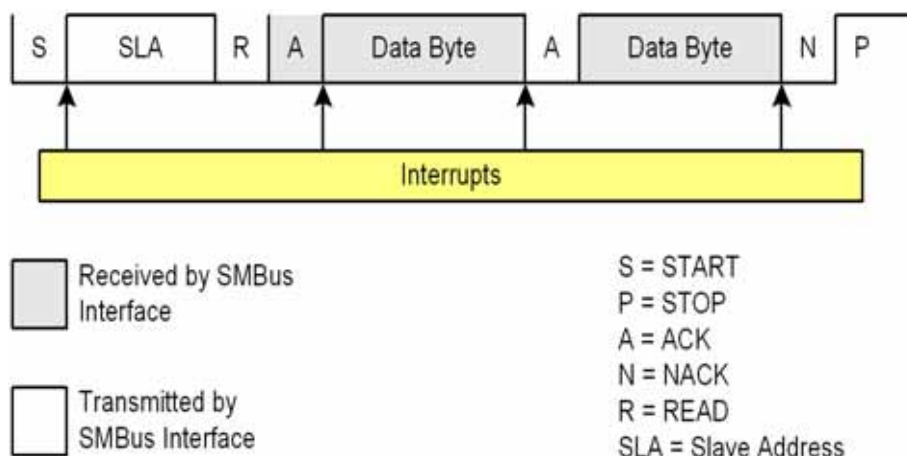 S SLA R A Data Byte A Data Byte N P
Interrupts
Received by SMBus
Interface
Transmitted by
SMBus Interface
S = START
P = STOP
A = ACK
N = NACK
R = READ
SLA = Slave Address